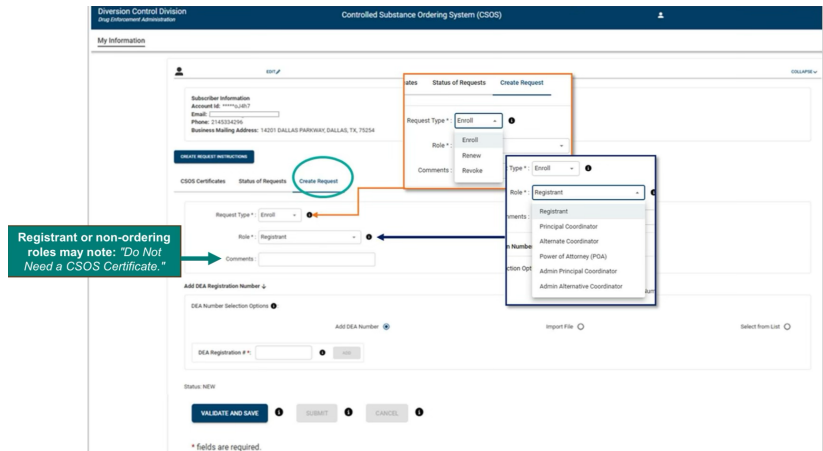 Diversion Control Division
Drug Enforcement Administration
Controlled Substance Ordering System (CSOS)
My Information
EDIT
COLLAPSE
Subscriber Information
Account Id: *****oJ4h7
Email:
Phone: 2145334296
Business Mailing Address: 14201 DALLAS PARKWAY, DALLAS, TX, 75254
CREATE REQUEST INSTRUCTIONS
CSOS Certificates Status of Requests Create Request
ates Status of Requests Create Request
Request Type * : Enroll
Role * :
Comments :
Enroll
Renew
Revoke
Type * : Enroll
Role * : Registrant
mments :
n Numbe
ction Opt
Registrant
Principal Coordinator
Alternate Coordinator
Power of Attorney (POA)
Admin Principal Coordinator
Admin Alternative Coordinator
Request Type * : Enroll
Role * : Registrant
Comments :
Registrant or non-ordering
roles may note: "Do Not
Need a CSOS Certificate."
Add DEA Registration Number ↓
DEA Number Selection Options
Add DEA Number Import File Select from List
DEA Registration # *:
Status: NEW
VALIDATE AND SAVE SUBMIT CANCEL
* fields are required.